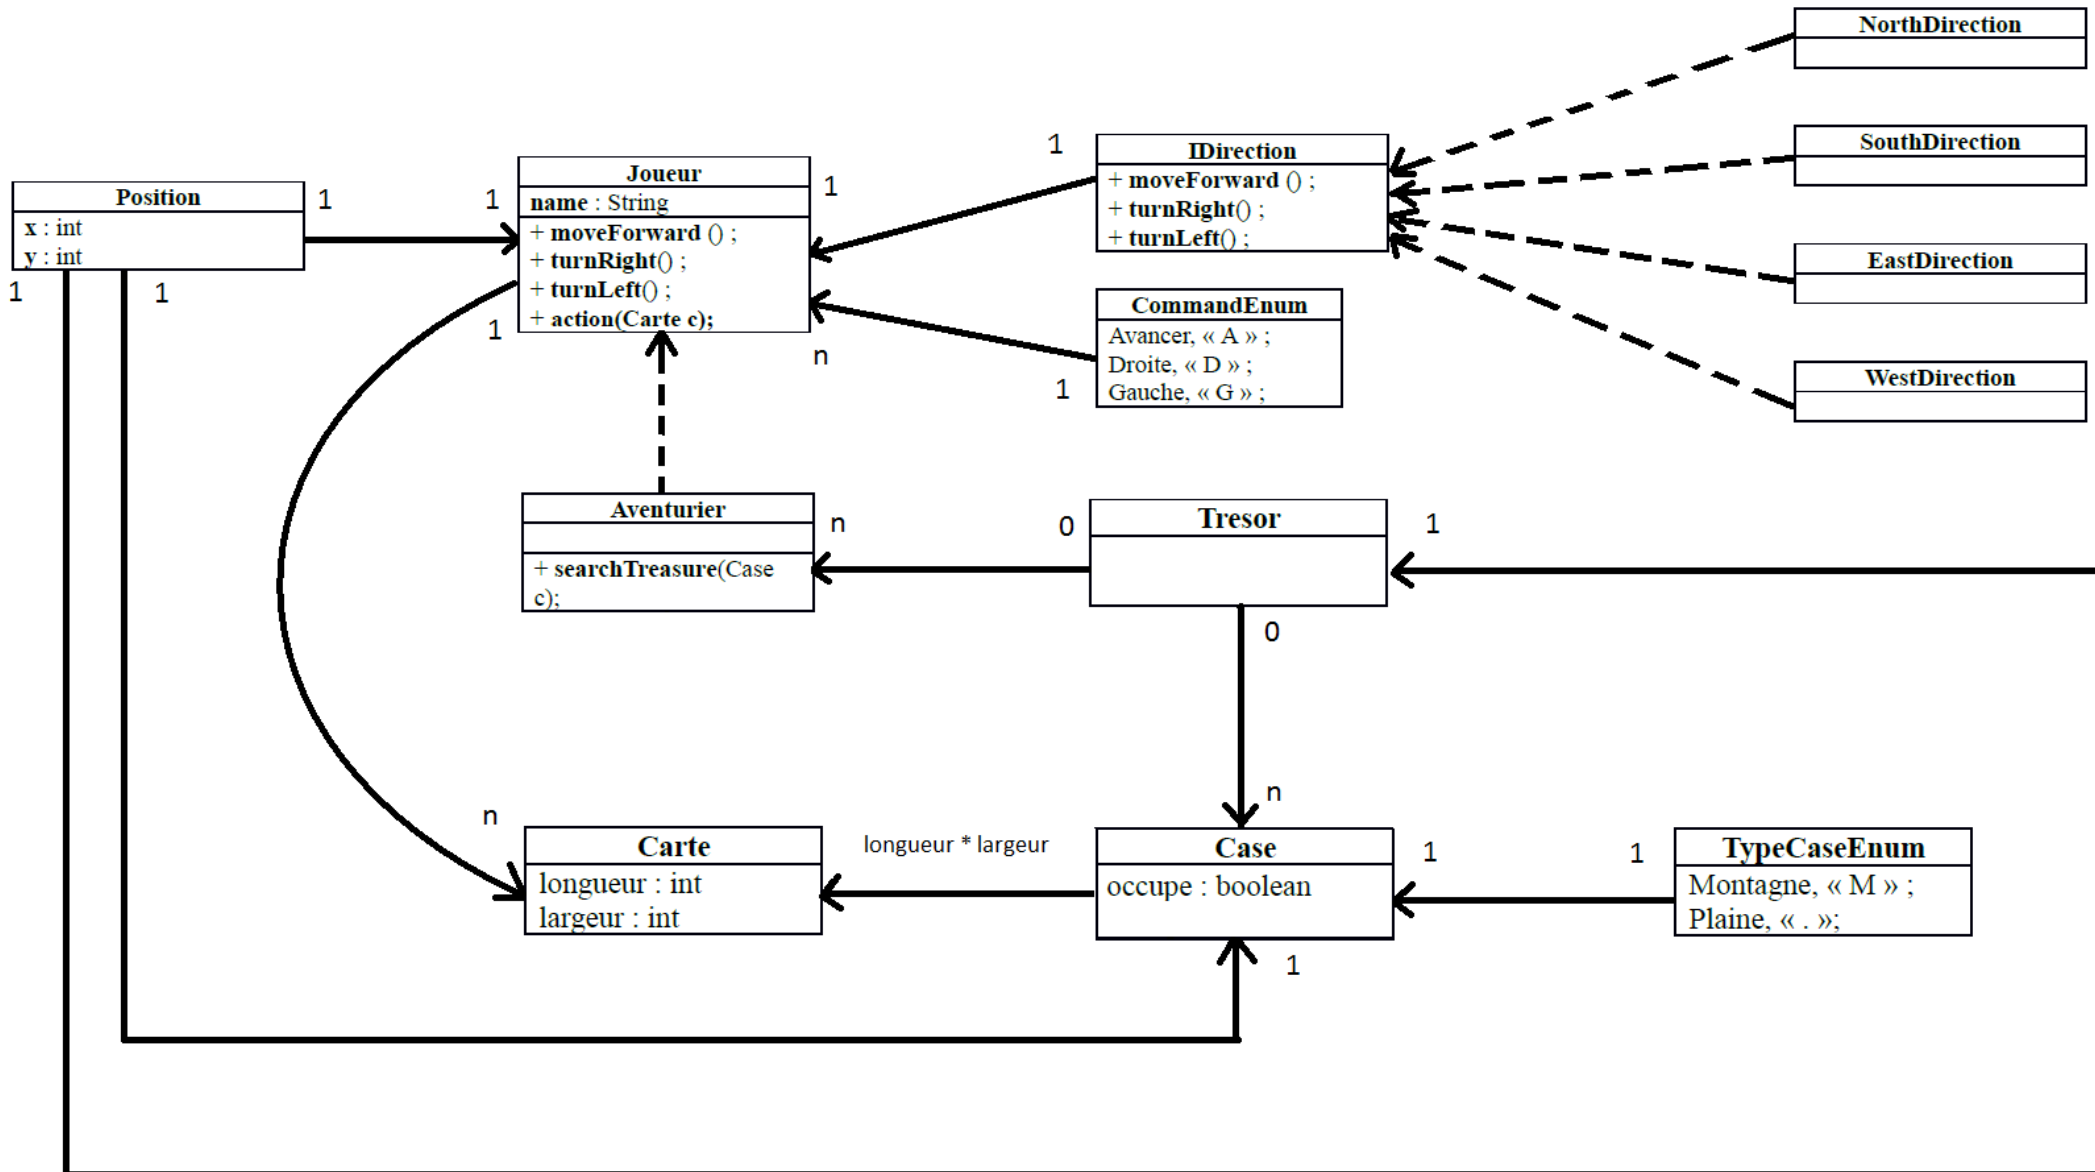 NorthDirection
SouthDirection
EastDirection
WestDirection
1
IDirection
+ moveForward () ;
+ turnRight() ;
+ turnLeft() ;
1
Joueur
name : String
+ moveForward () ;
+ turnRight() ;
+ turnLeft() ;
+ action(Carte c);
1
1
Position
x : int
y : int
1
1
1
n
1
CommandEnum
Avancer, « A » ;
Droite, « D » ;
Gauche, « G » ;
Aventurier
+ searchTreasure(Case
c);
n
0
Tresor
1
0
n
n
Carte
longueur : int
largeur : int
longueur * largeur
Case
occupe : boolean
1
1
TypeCaseEnum
Montagne, « M » ;
Plaine, « . »;
1